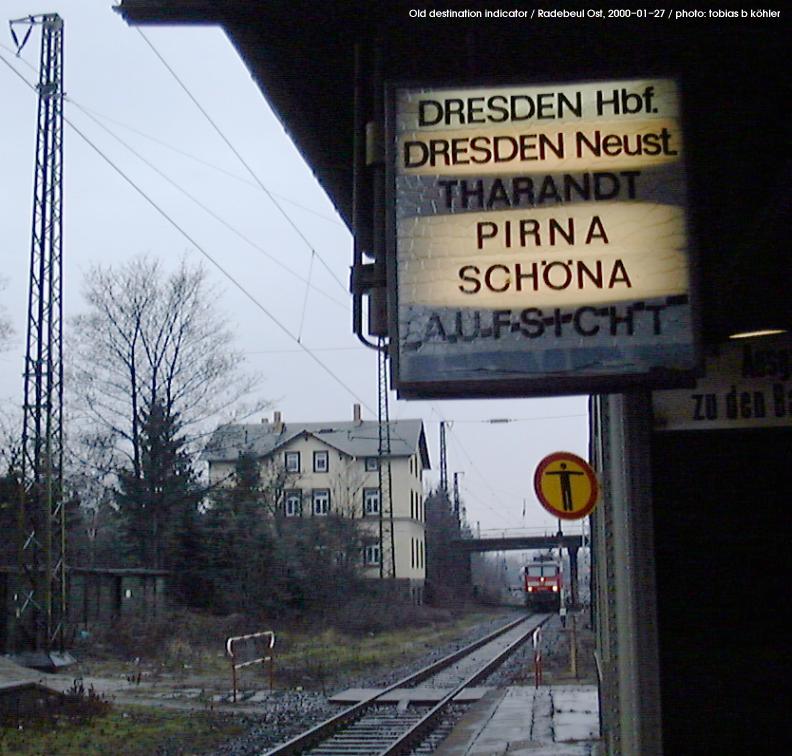 Old destination indicator / Radebeul Ost, 2000-01-27 / photo: tobias b köhler
DRESDEN Hbf.
DRESDEN Neust.
THARANDT
PIRNA
SCHÖNA
A-U-F-S-I-C-H-T
zu den